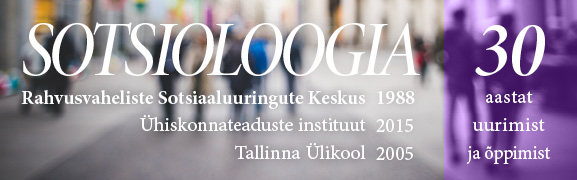 SOTSIOLOOGIA 30
Rahvusvaheliste Sotsiaaluuringute Keskus 1988 aastat
Ühiskonnateaduste instituut 2015 uurimist
Tallinna Ülikool 2005 ja õppimist